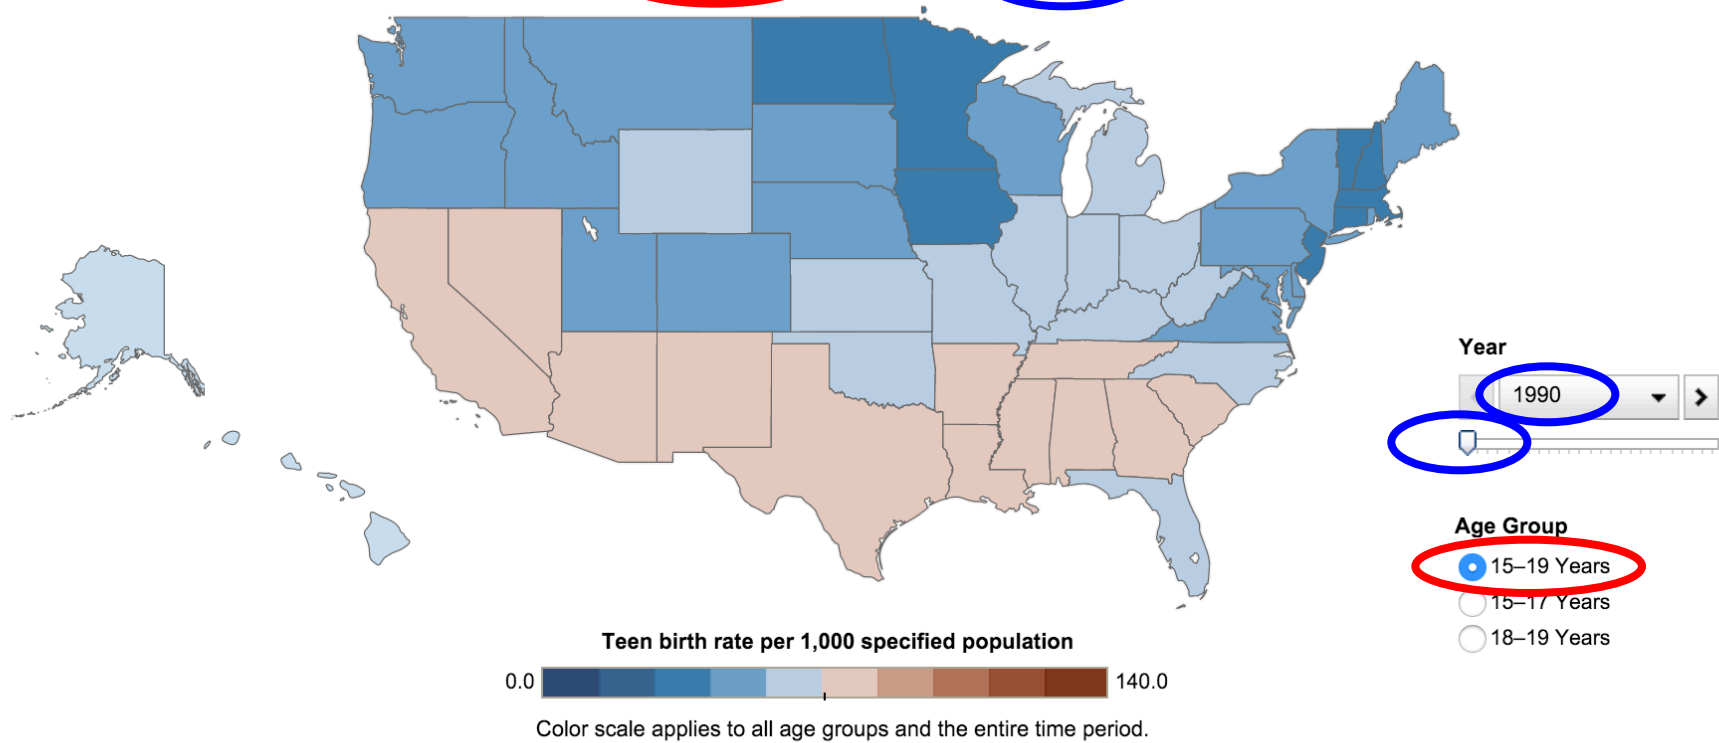 Year
1990
Age Group
15–19 Years
15–17 Years
18–19 Years
Teen birth rate per 1,000 specified population
0.0
140.0
Color scale applies to all age groups and the entire time period.